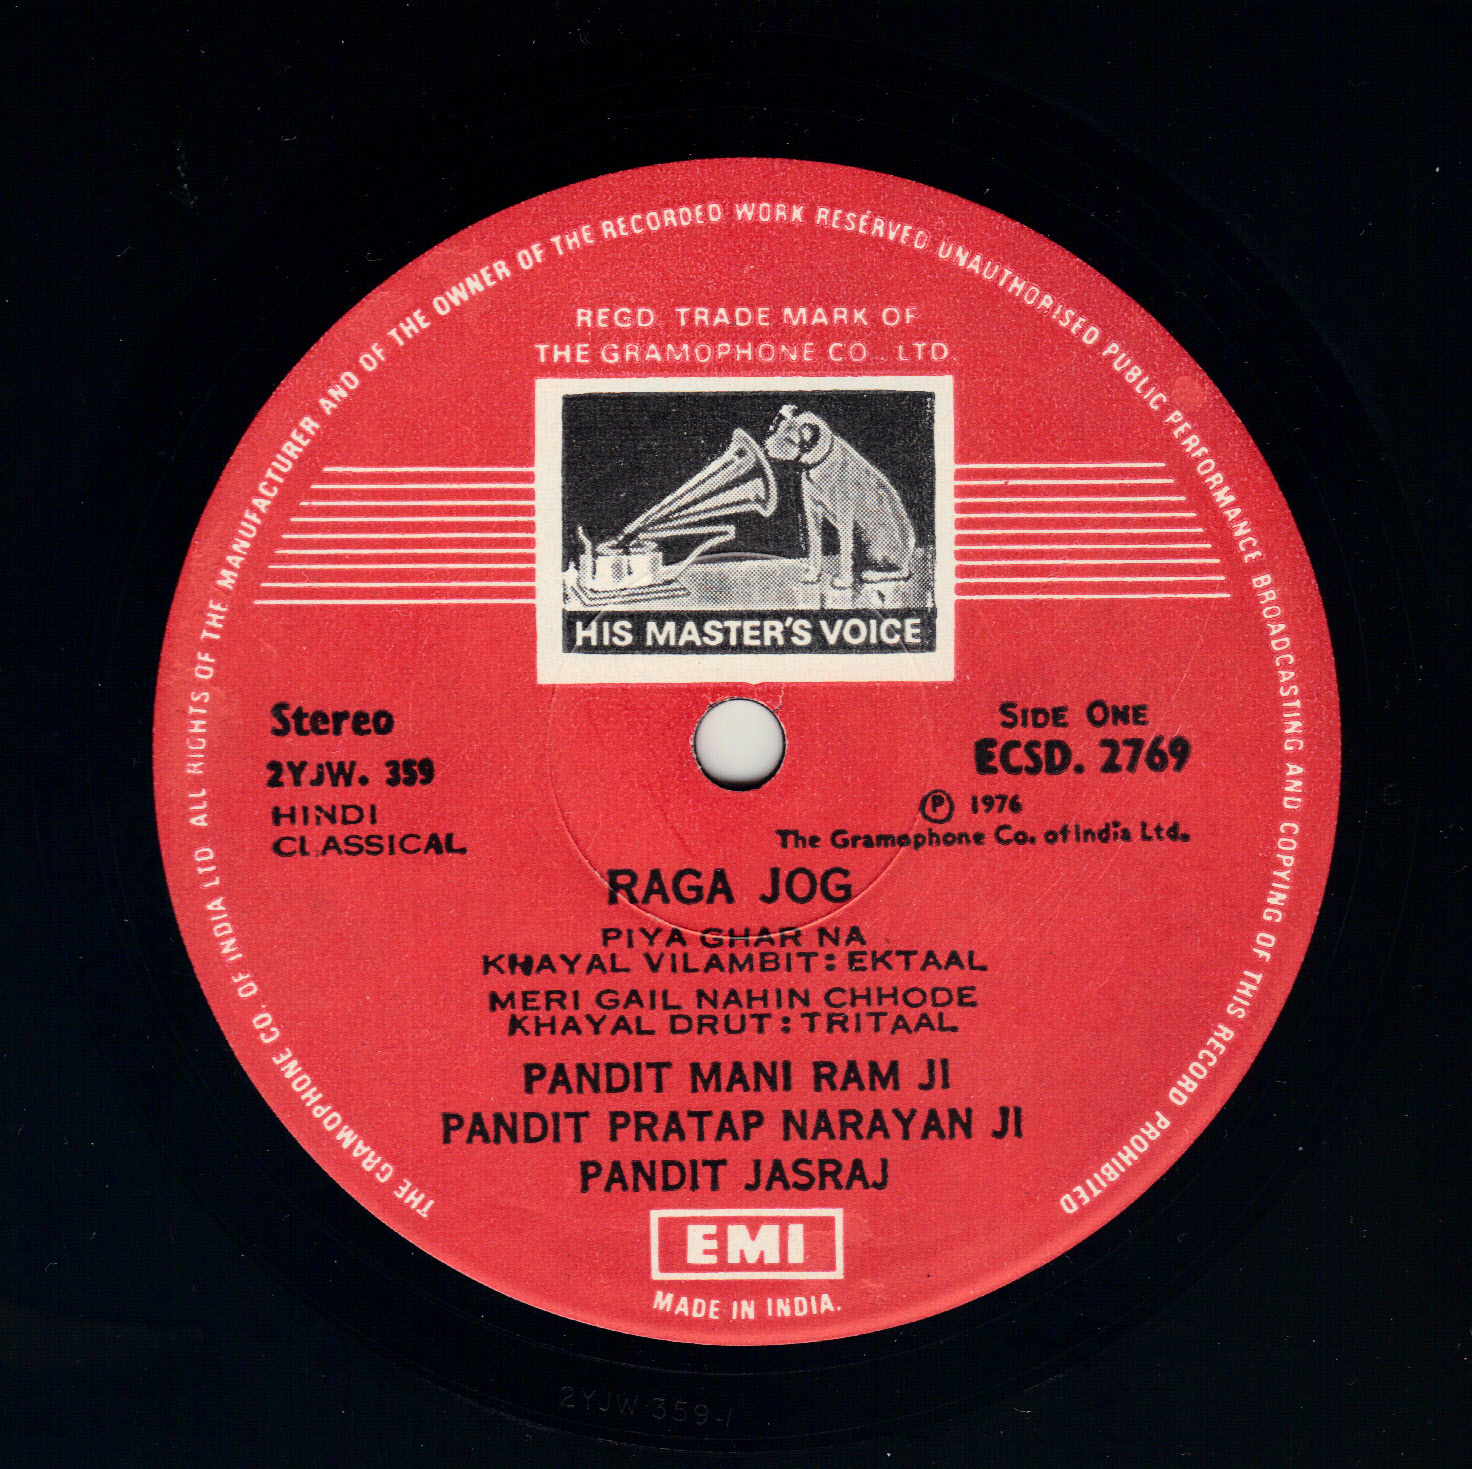 THE GRAMOPHONE CO. OF INDIA LTD ALL RIGHTS OF THE MANUFACTURER AND OF THE OWNER OF THE RECORDED WORK RESERVED UNAUTHORISED PUBLIC PERFORMANCE BROADCASTING AND COPYING OF THIS RECORD PROHIBITED
REGD. TRADE MARK OF
THE GRAMOPHONE CO., LTD.
HIS MASTER'S VOICE
Stereo
2YJW. 359
HINDI
CLASSICAL
SIDE ONE
ECSD. 2769
Ⓟ 1976
The Gramophone Co. of India Ltd.
RAGA JOG
PIYA GHAR NA
KHAYAL VILAMBIT: EKTAAL
MERI GAIL NAHIN CHHODE
KHAYAL DRUT: TRITAAL
PANDIT MANI RAM JI
PANDIT PRATAP NARAYAN JI
PANDIT JASRAJ
EMI
MADE IN INDIA.
2YJW 359-1